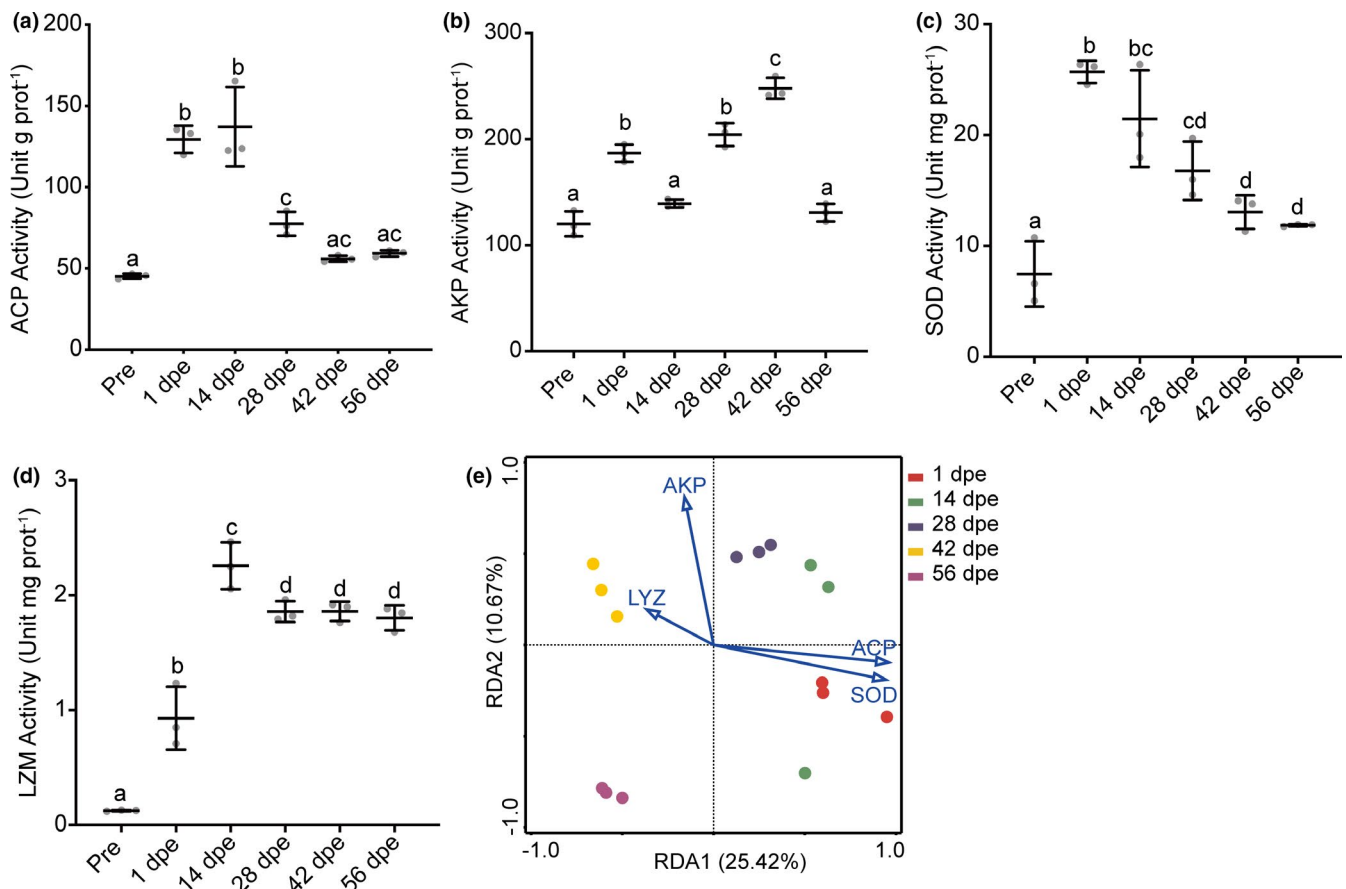 (a)
ACP Activity (Unit g prot⁻¹)
200
150
100
50
0
a
b
b
c
ac
ac
Pre
1 dpe
14 dpe
28 dpe
42 dpe
56 dpe
(b)
AKP Activity (Unit g prot⁻¹)
300
200
100
0
a
b
a
b
c
a
Pre
1 dpe
14 dpe
28 dpe
42 dpe
56 dpe
(c)
SOD Activity (Unit mg prot⁻¹)
30
20
10
0
a
b
bc
cd
d
d
Pre
1 dpe
14 dpe
28 dpe
42 dpe
56 dpe
(d)
LZM Activity (Unit mg prot⁻¹)
3
2
1
0
a
b
c
d
d
d
Pre
1 dpe
14 dpe
28 dpe
42 dpe
56 dpe
(e)
RDA2 (10.67%)
1.0
-1.0
AKP
LYZ
ACP
SOD
-1.0
1.0
RDA1 (25.42%)
1 dpe
14 dpe
28 dpe
42 dpe
56 dpe